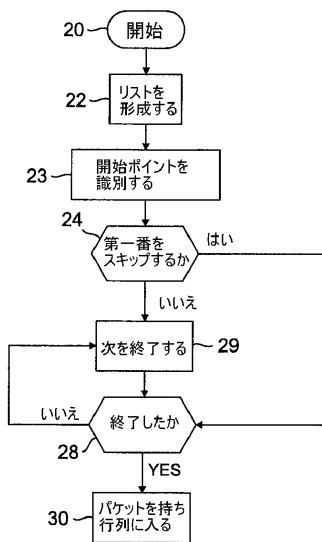 20
開始
22
リストを
形成する
23
開始ポイントを
識別する
24
第一番を
スキップするか
はい
いいえ
次を終了する
29
いいえ
終了したか
28
YES
30
パケットを持ち
行列に入る